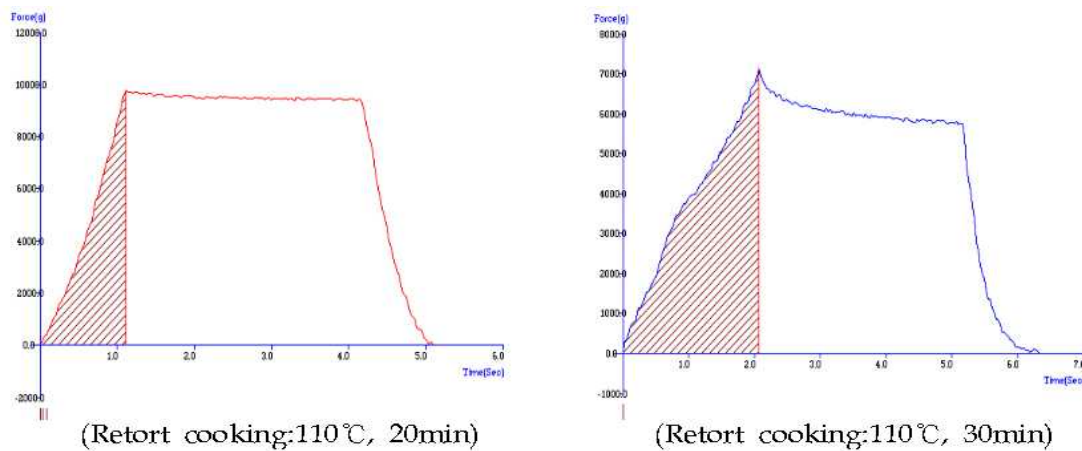 Force(g)
12000.0
10000.0
8000.0
6000.0
4000.0
2000.0
0.0
-2000.0
1.0 2.0 3.0 4.0 5.0 6.0
Time(Sec)
(Retort cooking:110℃, 20min)
Force(g)
8000.0
7000.0
6000.0
5000.0
4000.0
3000.0
2000.0
1000.0
0.0
-1000.0
1.0 2.0 3.0 4.0 5.0 6.0 7.0
Time(Sec)
(Retort cooking:110℃, 30min)